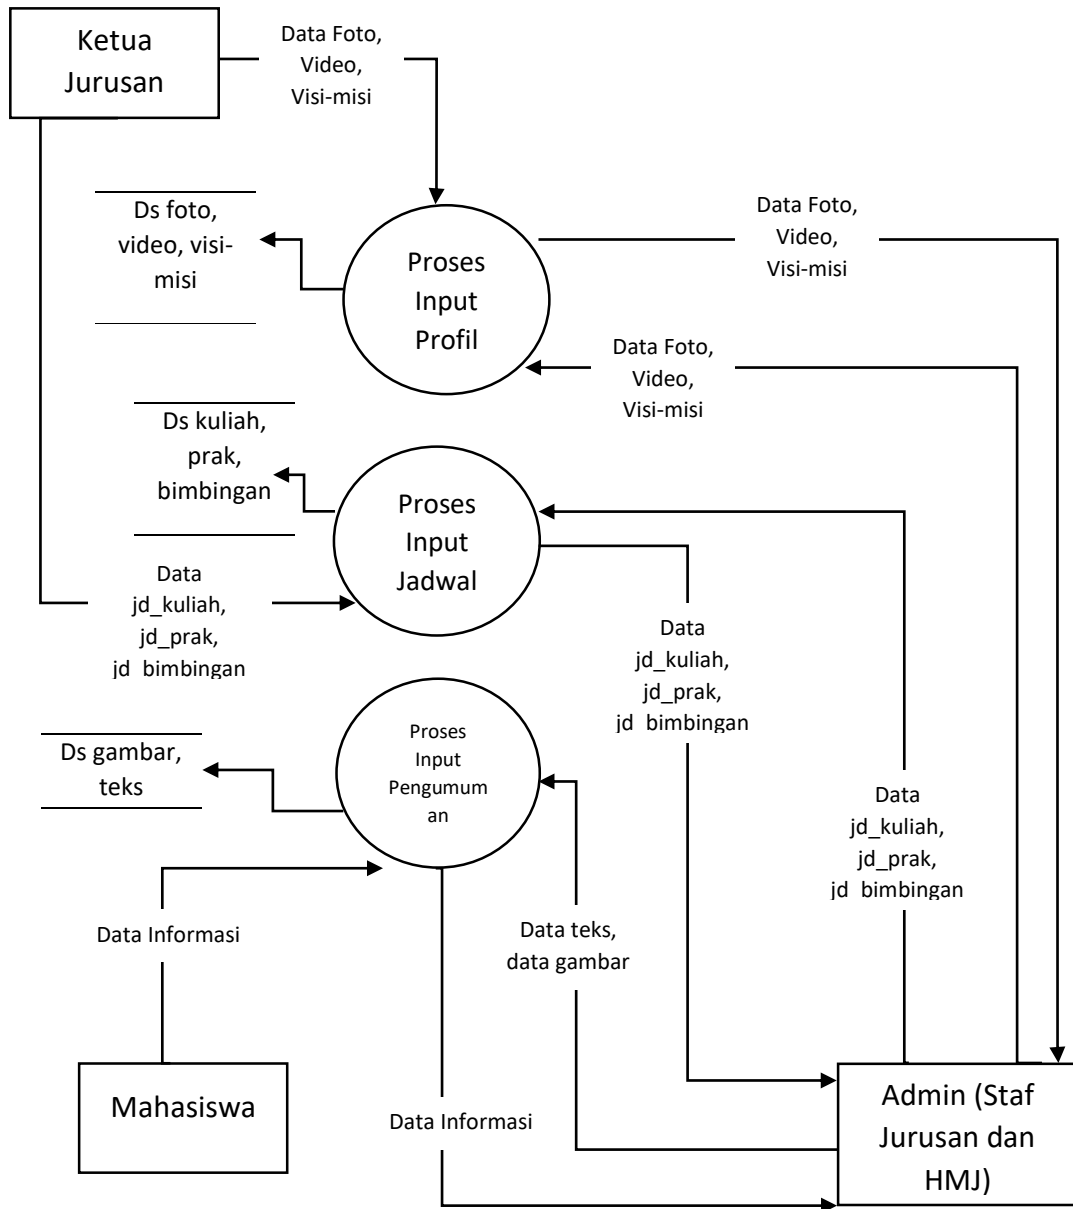 Ketua
Jurusan
Data Foto,
Video,
Visi-misi
Ds foto,
video, visi-
misi
Proses
Input
Profil
Data Foto,
Video,
Visi-misi
Data Foto,
Video,
Visi-misi
Ds kuliah,
prak,
bimbingan
Proses
Input
Jadwal
Data
jd_kuliah,
jd_prak,
jd_bimbingan
Data
jd_kuliah,
jd_prak,
jd_bimbingan
Ds gambar,
teks
Proses
Input
Pengumum
an
Data
jd_kuliah,
jd_prak,
jd_bimbingan
Data Informasi
Data teks,
data gambar
Mahasiswa
Data Informasi
Admin (Staf
Jurusan dan
HMJ)